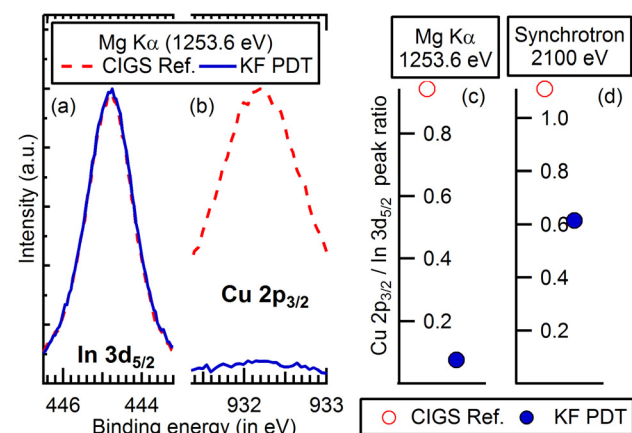 Mg Kα (1253.6 eV)
CIGS Ref. KF PDT
(a)
(b)
Intensity (a.u.)
In 3d5/2
Cu 2p3/2
446 444 932 933
Binding energy (in eV)
Mg Kα
1253.6 eV
(c)
Cu 2p3/2 / In 3d5/2 peak ratio
0.8
0.6
0.4
0.2
Synchrotron
2100 eV
(d)
1.0
0.8
0.6
0.4
0.2
CIGS Ref. KF PDT